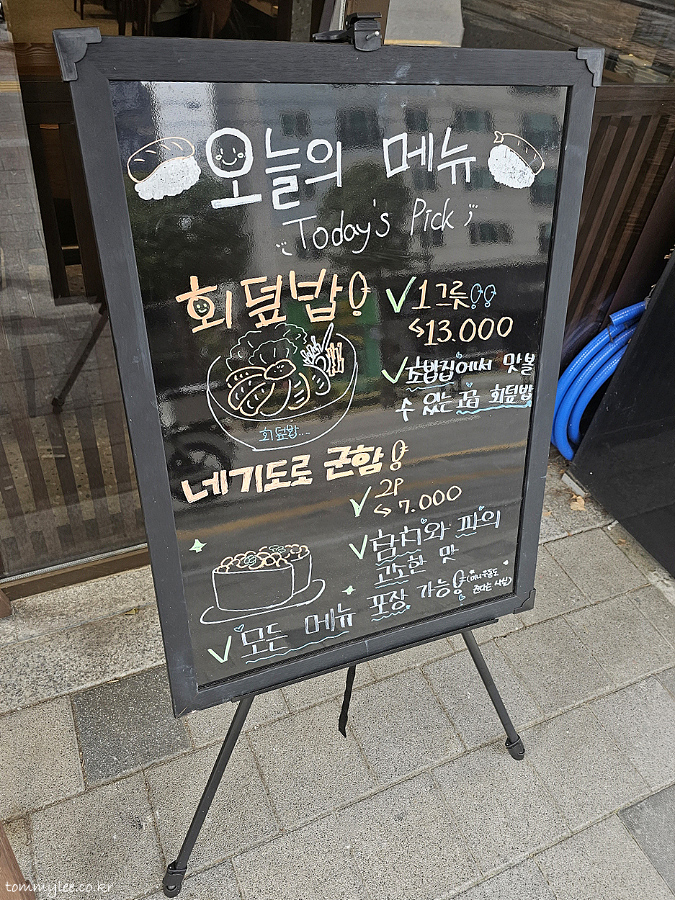 오늘의 메뉴
Today's Pick
회덮밥
1그릇
13.000
초밥집에서 맛볼
수 있는 꿉 회덮밥
회덮밥...
네기도로 군함
2P
7.000
참치와 파의
고소한 맛
모든 메뉴 포장 가능
tommylee.co.kr